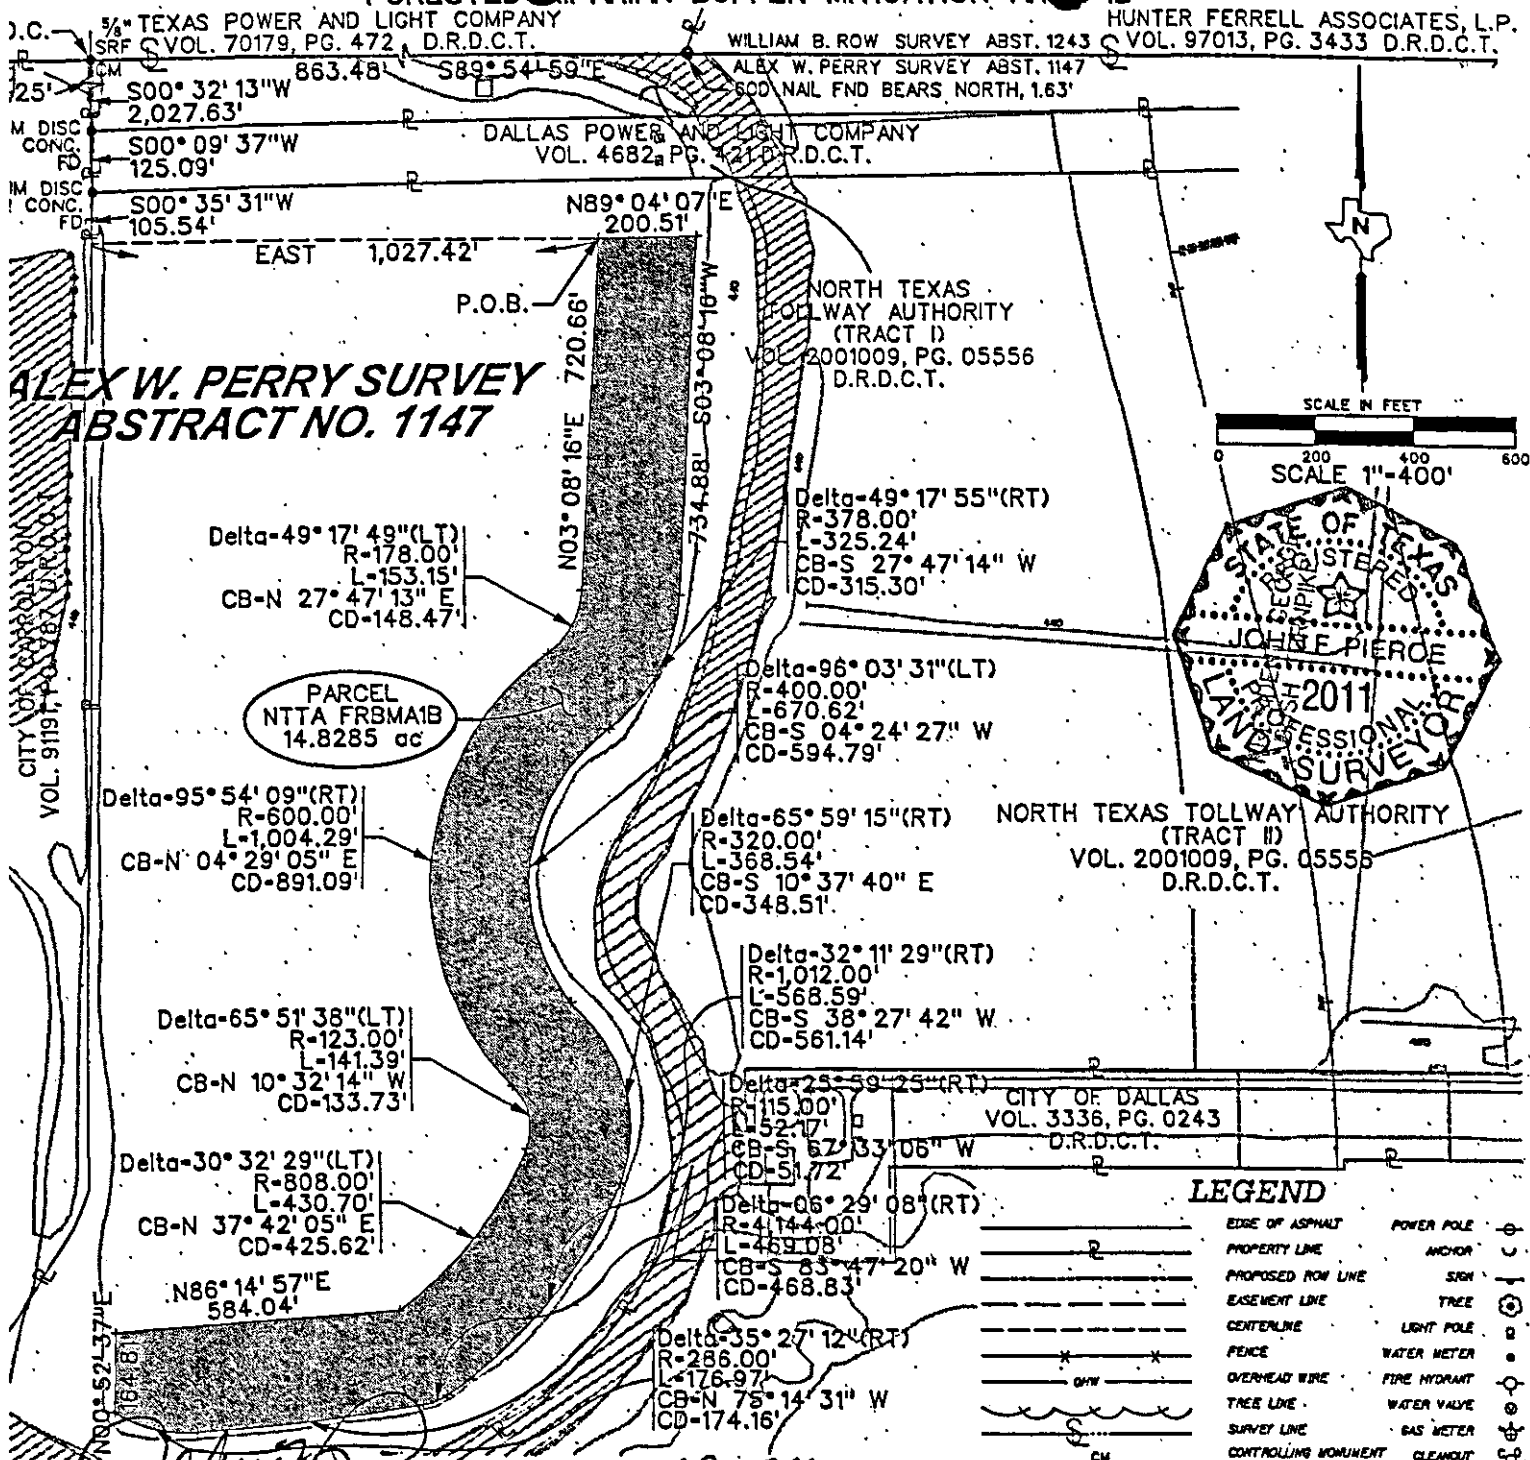 5/8" TEXAS POWER AND LIGHT COMPANY
SRF VOL. 70179, PG. 472, D.R.D.C.T.
CM
863.48' S89°54'59"E
WILLIAM B. ROW SURVEY ABST. 1243
ALEX W. PERRY SURVEY ABST. 1147
60D NAIL FND BEARS NORTH, 1.63'
HUNTER FERRELL ASSOCIATES, L.P.
VOL. 97013, PG. 3433 D.R.D.C.T.
S00°32'13"W
2,027.63'
DALLAS POWER AND LIGHT COMPANY
VOL. 4682, PG. 421 D.R.D.C.T.
M DISC
CONC.
FD
S00°09'37"W
125.09'
M DISC
CONC.
FD
S00°35'31"W
105.54'
N89°04'07"E
200.51'
EAST 1,027.42'
P.O.B.
N
NORTH TEXAS
TOLLWAY AUTHORITY
(TRACT I)
VOL. 2001009, PG. 05556
D.R.D.C.T.
N03°08'16"E 720.66'
734.88' S03°08'16"W
440
440
ALEX W. PERRY SURVEY
ABSTRACT NO. 1147
SCALE IN FEET
0 200 400 600
SCALE 1"=400'
Delta=49°17'49"(LT)
R=178.00'
L=153.15'
CB=N 27°47'13" E
CD=148.47'
Delta=49°17'55"(RT)
R=378.00'
L=325.24'
CB=S 27°47'14" W
CD=315.30'
STATE OF TEXAS
REGISTERED
JOHN E. PIERCE
2011
PROFESSIONAL
LAND SURVEYOR
CITY OF CARROLLTON
VOL. 91191, PG.
440
PARCEL
NTTA FRBMA1B
14.8285 ac
Delta=96°03'31"(LT)
R=400.00'
L=670.62'
CB=S 04°24'27" W
CD=594.79'
Delta=95°54'09"(RT)
R=600.00'
L=1,004.29'
CB=N 04°29'05" E
CD=891.09'
Delta=65°59'15"(RT)
R=320.00'
L=368.54'
CB=S 10°37'40" E
CD=348.51'
NORTH TEXAS TOLLWAY AUTHORITY
(TRACT II)
VOL. 2001009, PG. 05556
D.R.D.C.T.
Delta=32°11'29"(RT)
R=1,012.00'
L=568.59'
CB=S 38°27'42" W
CD=561.14'
Delta=65°51'38"(LT)
R=123.00'
L=141.39'
CB=N 10°32'14" W
CD=133.73'
Delta=25°59'25"(RT)
R=115.00'
L=52.17'
CB=S 67°33'06" W
CD=51.72'
CITY OF DALLAS
VOL. 3336, PG. 0243
D.R.D.C.T.
Delta=30°32'29"(LT)
R=808.00'
L=430.70'
CB=N 37°42'05" E
CD=425.62'
Delta=06°29'08"(RT)
R=4,144.00'
L=469.08'
CB=S 83°47'20" W
CD=468.83'
N86°14'57"E
584.04'
N00°52'37"E
164.81'
Delta=35°27'12"(RT)
R=286.00'
L=176.97'
CB=N 75°14'31" W
CD=174.16'
LEGEND
EDGE OF ASPHALT POWER POLE
PROPERTY LINE ANCHOR
PROPOSED ROW LINE SIGN
EASEMENT LINE TREE
CENTERLINE LIGHT POLE
FENCE WATER METER
OHW OVERHEAD WIRE FIRE HYDRANT
TREE LINE WATER VALVE
SURVEY LINE GAS METER
CM CONTROLLING MONUMENT CLEANOUT